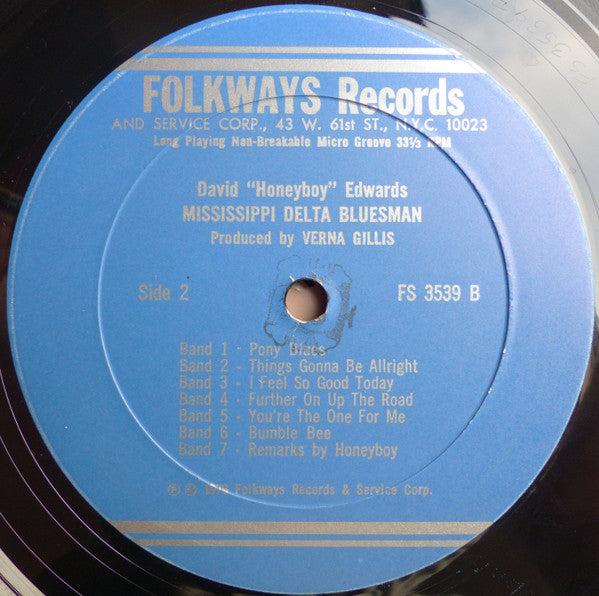 FOLKWAYS Records
AND SERVICE CORP., 43 W. 61st ST., N.Y.C. 10023
Long Playing Non-Breakable Micro Groove 33⅓ RPM
David "Honeyboy" Edwards
MISSISSIPPI DELTA BLUESMAN
Produced by VERNA GILLIS
Side 2 FS 3539 B
Band 1 - Pony Blues
Band 2 - Things Gonna Be Allright
Band 3 - I Feel So Good Today
Band 4 - Further On Up The Road
Band 5 - You're The One For Me
Band 6 - Bumble Bee
Band 7 - Remarks by Honeyboy
℗ © 1979 Folkways Records & Service Corp.